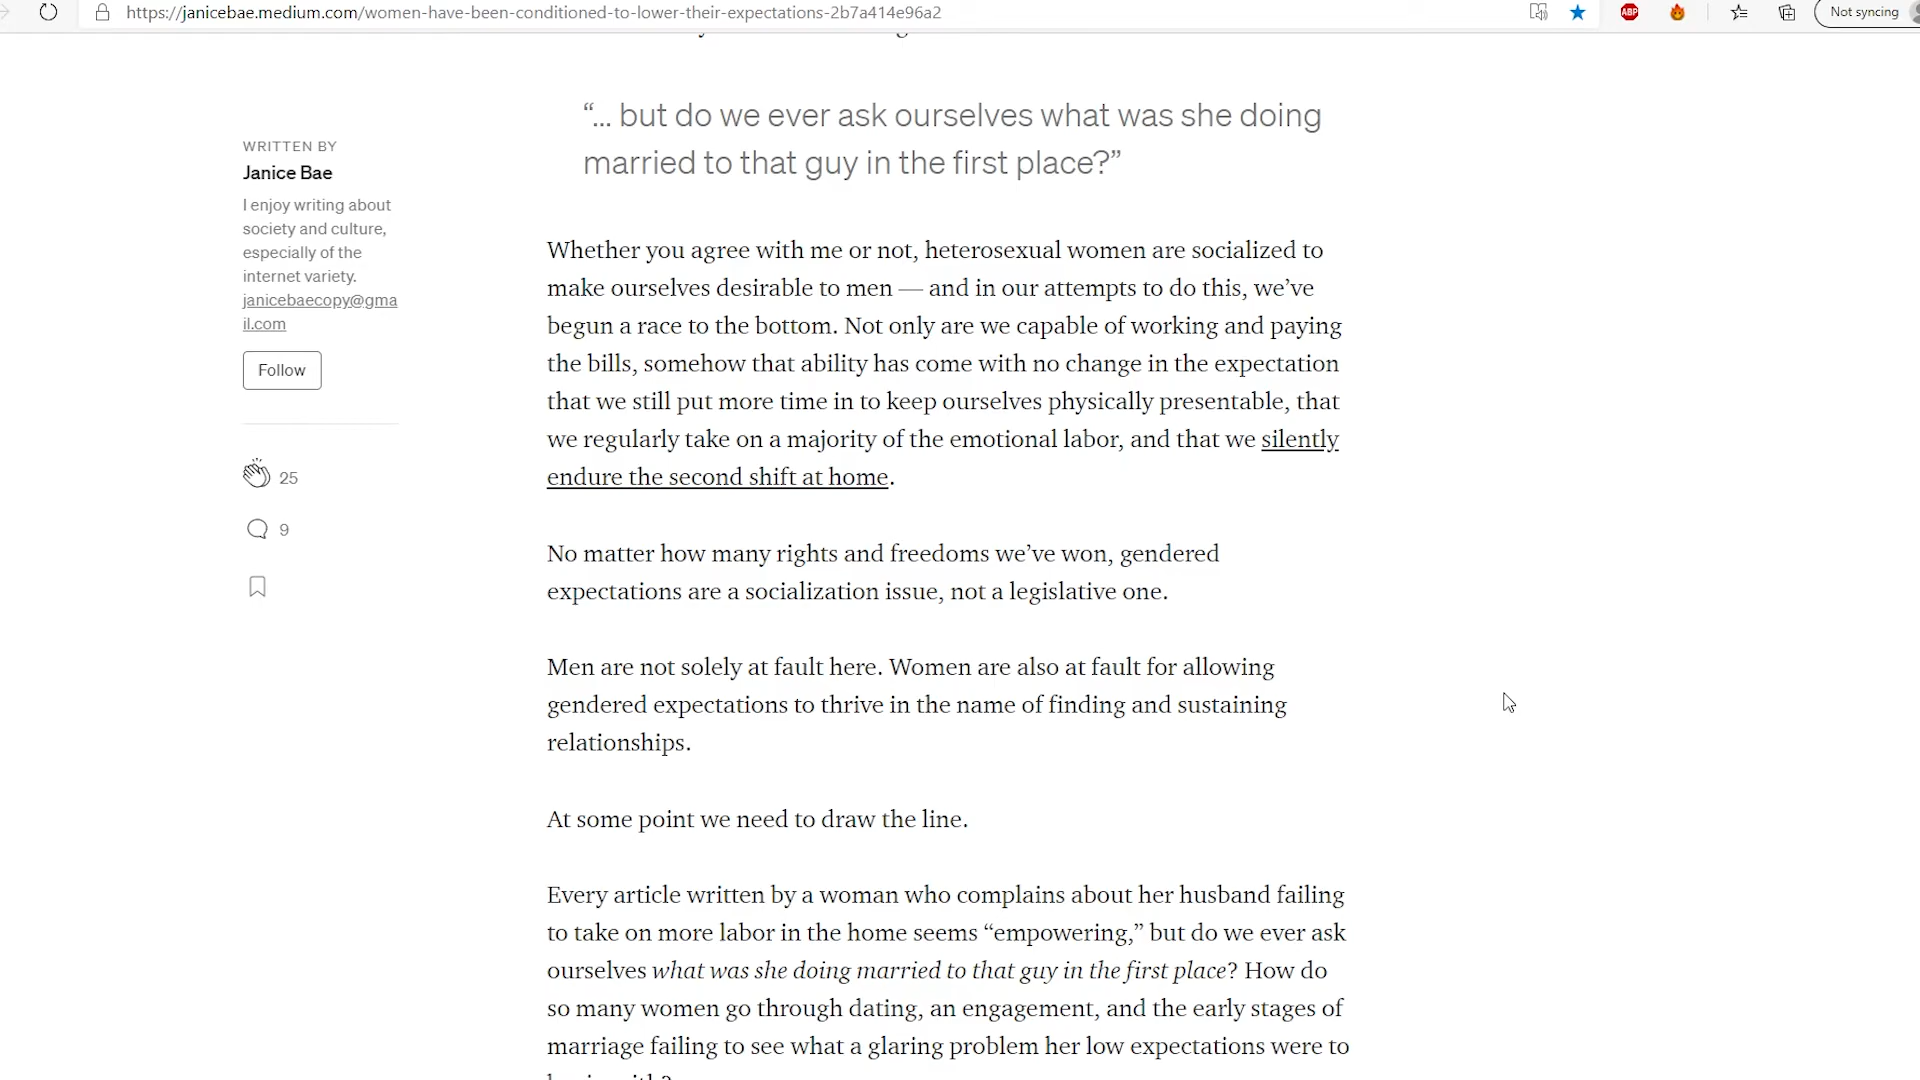 https://janicebae.medium.com/women-have-been-conditioned-to-lower-their-expectations-2b7a414e96a2
ABP
Not syncing
“... but do we ever ask ourselves what was she doing
married to that guy in the first place?”
WRITTEN BY
Janice Bae
I enjoy writing about
society and culture,
especially of the
internet variety.
janicebaecopy@gma
il.com
Follow
25
9
Whether you agree with me or not, heterosexual women are socialized to
make ourselves desirable to men — and in our attempts to do this, we’ve
begun a race to the bottom. Not only are we capable of working and paying
the bills, somehow that ability has come with no change in the expectation
that we still put more time in to keep ourselves physically presentable, that
we regularly take on a majority of the emotional labor, and that we silently
endure the second shift at home.
No matter how many rights and freedoms we’ve won, gendered
expectations are a socialization issue, not a legislative one.
Men are not solely at fault here. Women are also at fault for allowing
gendered expectations to thrive in the name of finding and sustaining
relationships.
At some point we need to draw the line.
Every article written by a woman who complains about her husband failing
to take on more labor in the home seems “empowering,” but do we ever ask
ourselves what was she doing married to that guy in the first place? How do
so many women go through dating, an engagement, and the early stages of
marriage failing to see what a glaring problem her low expectations were to